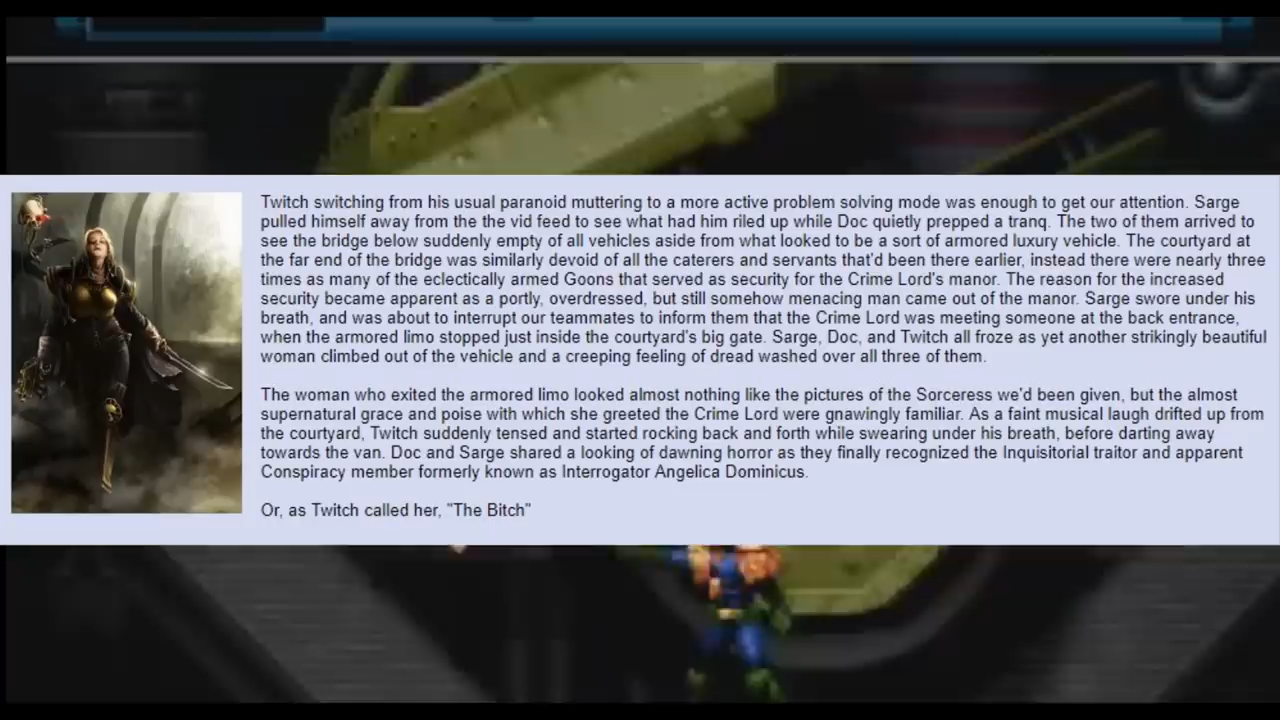 Twitch switching from his usual paranoid muttering to a more active problem solving mode was enough to get our attention. Sarge
pulled himself away from the the vid feed to see what had him riled up while Doc quietly prepped a tranq. The two of them arrived to
see the bridge below suddenly empty of all vehicles aside from what looked to be a sort of armored luxury vehicle. The courtyard at
the far end of the bridge was similarly devoid of all the caterers and servants that'd been there earlier, instead there were nearly three
times as many of the eclectically armed Goons that served as security for the Crime Lord's manor. The reason for the increased
security became apparent as a portly, overdressed, but still somehow menacing man came out of the manor. Sarge swore under his
breath, and was about to interrupt our teammates to inform them that the Crime Lord was meeting someone at the back entrance,
when the armored limo stopped just inside the courtyard's big gate. Sarge, Doc, and Twitch all froze as yet another strikingly beautiful
woman climbed out of the vehicle and a creeping feeling of dread washed over all three of them.
The woman who exited the armored limo looked almost nothing like the pictures of the Sorceress we'd been given, but the almost
supernatural grace and poise with which she greeted the Crime Lord were gnawingly familiar. As a faint musical laugh drifted up from
the courtyard, Twitch suddenly tensed and started rocking back and forth while swearing under his breath, before darting away
towards the van. Doc and Sarge shared a looking of dawning horror as they finally recognized the Inquisitorial traitor and apparent
Conspiracy member formerly known as Interrogator Angelica Dominicus.
Or, as Twitch called her, "The Bitch"